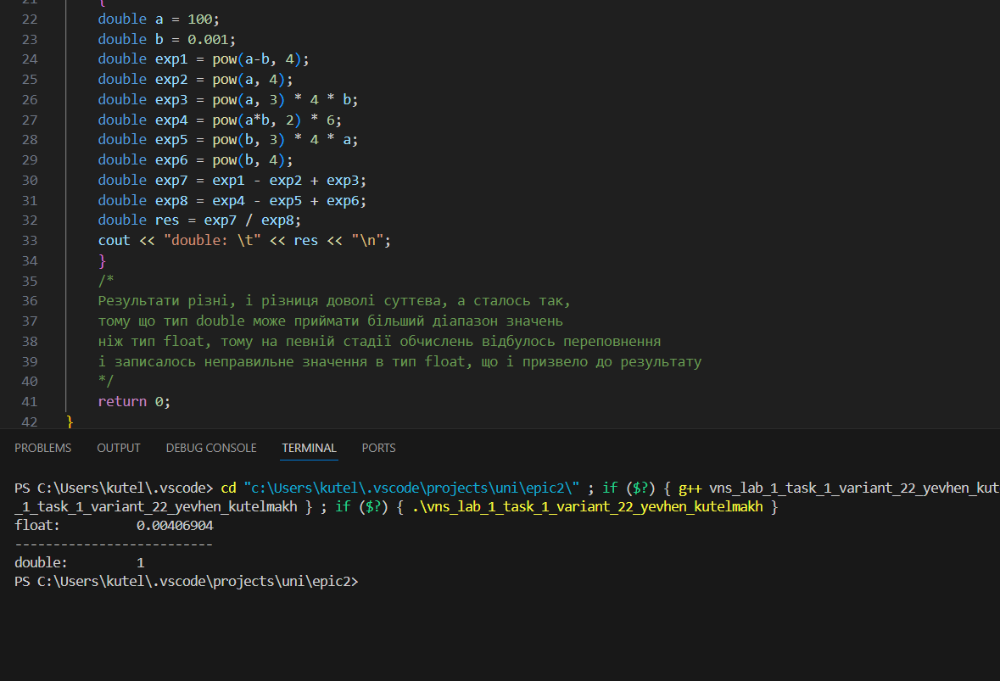 21 {
22 double a = 100;
23 double b = 0.001;
24 double exp1 = pow(a-b, 4);
25 double exp2 = pow(a, 4);
26 double exp3 = pow(a, 3) * 4 * b;
27 double exp4 = pow(a*b, 2) * 6;
28 double exp5 = pow(b, 3) * 4 * a;
29 double exp6 = pow(b, 4);
30 double exp7 = exp1 - exp2 + exp3;
31 double exp8 = exp4 - exp5 + exp6;
32 double res = exp7 / exp8;
33 cout << "double: \t" << res << "\n";
34 }
35 /*
36 Результати різні, і різниця доволі суттєва, а сталось так,
37 тому що тип double може приймати більший діапазон значень
38 ніж тип float, тому на певній стадії обчислень відбулось переповнення
39 і записалось неправильне значення в тип float, що і призвело до результату
40 */
41 return 0;
42 }
PROBLEMS OUTPUT DEBUG CONSOLE TERMINAL PORTS
PS C:\Users\kutel\.vscode> cd "c:\Users\kutel\.vscode\projects\uni\epic2\" ; if ($?) { g++ vns_lab_1_task_1_variant_22_yevhen_kut
_1_task_1_variant_22_yevhen_kutelmakh } ; if ($?) { .\vns_lab_1_task_1_variant_22_yevhen_kutelmakh }
float: 0.00406904
--------------------------
double: 1
PS C:\Users\kutel\.vscode\projects\uni\epic2>